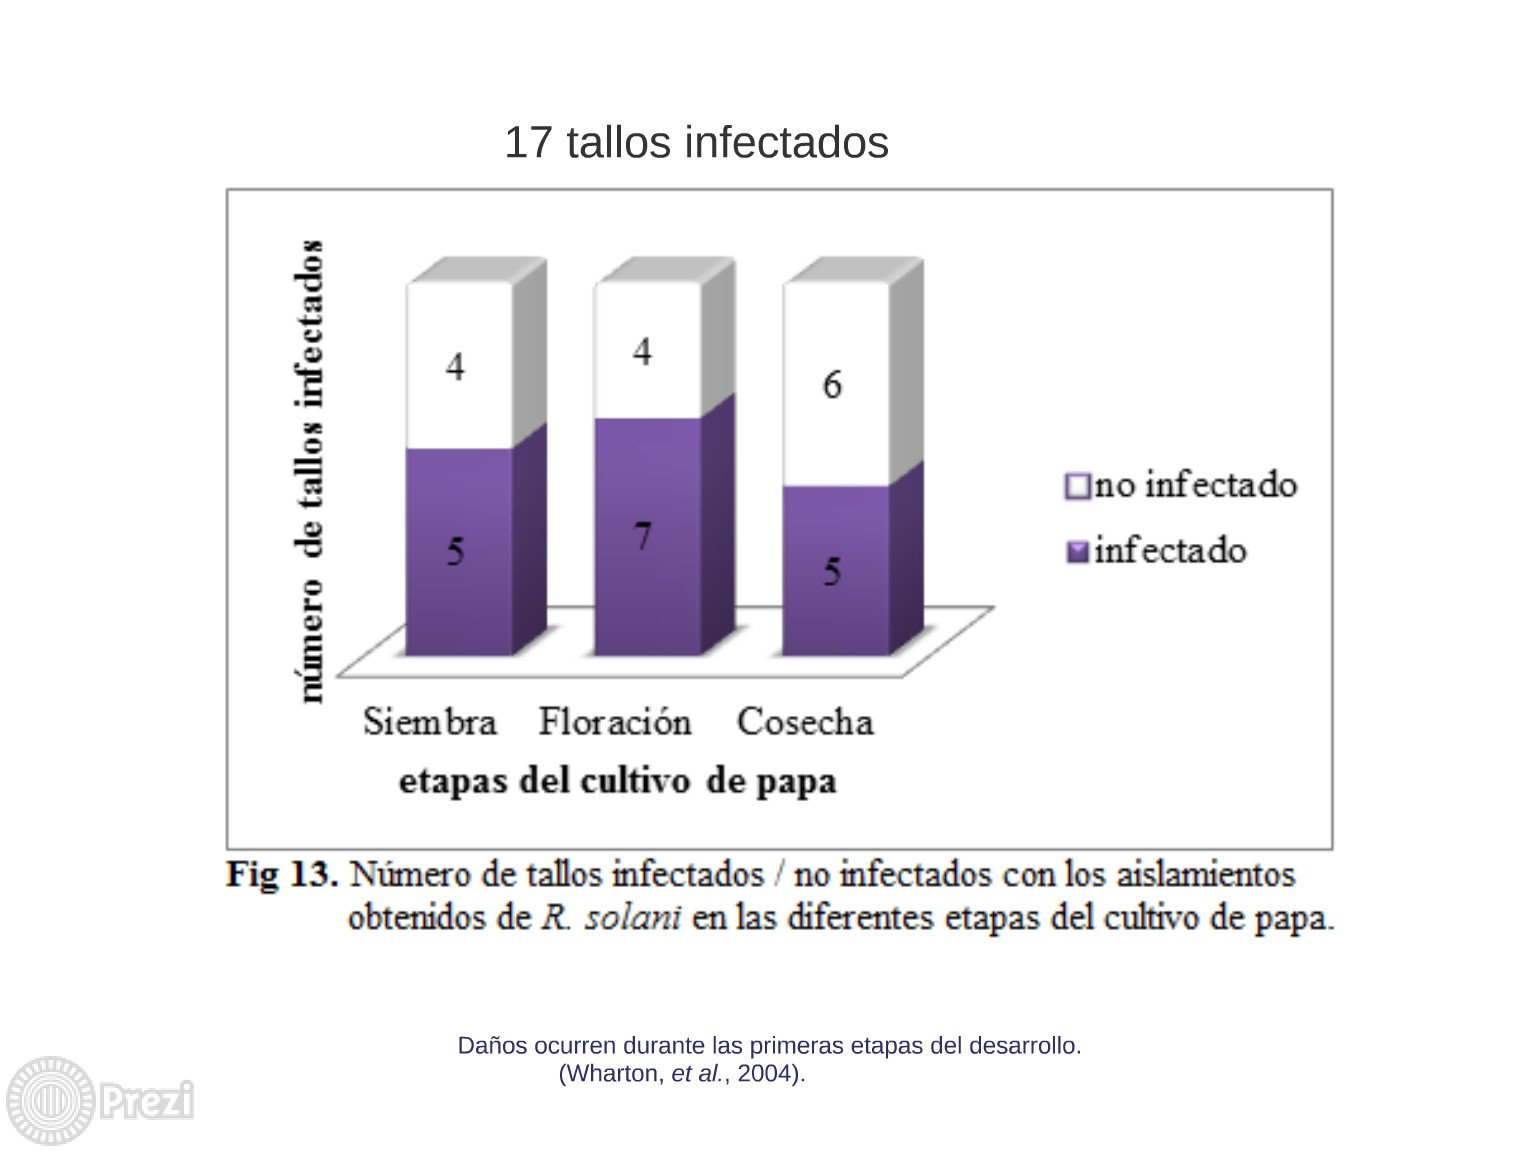 17 tallos infectados
número de tallos infectados
4
4
6
5
7
5
no infectado
infectado
Siembra Floración Cosecha
etapas del cultivo de papa
Fig 13. Número de tallos infectados / no infectados con los aislamientos
obtenidos de R. solani en las diferentes etapas del cultivo de papa.
Daños ocurren durante las primeras etapas del desarrollo.
(Wharton, et al., 2004).
Prezi